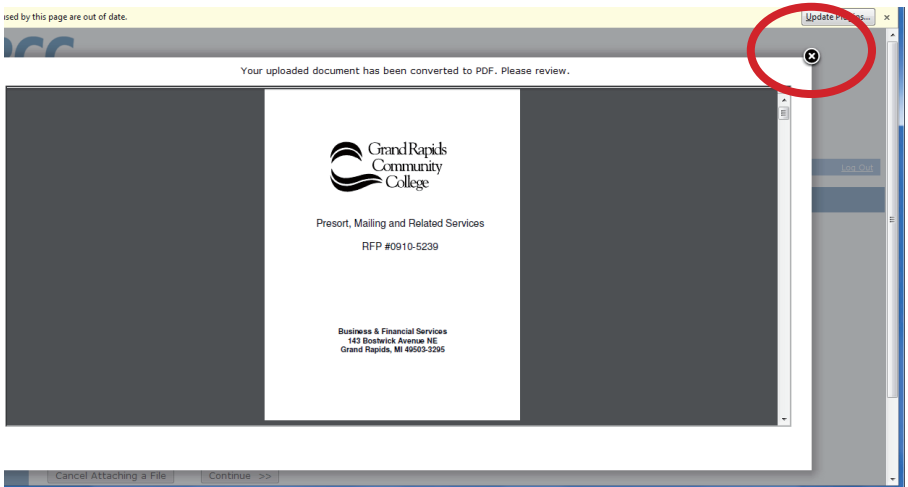 used by this page are out of date.
Update Plugins... ×
Your uploaded document has been converted to PDF. Please review.
Grand Rapids
Community
College
Log Out
Presort, Mailing and Related Services
RFP #0910-5239
Business & Financial Services
143 Bostwick Avenue NE
Grand Rapids, MI 49503-3295
Cancel Attaching a File Continue >>